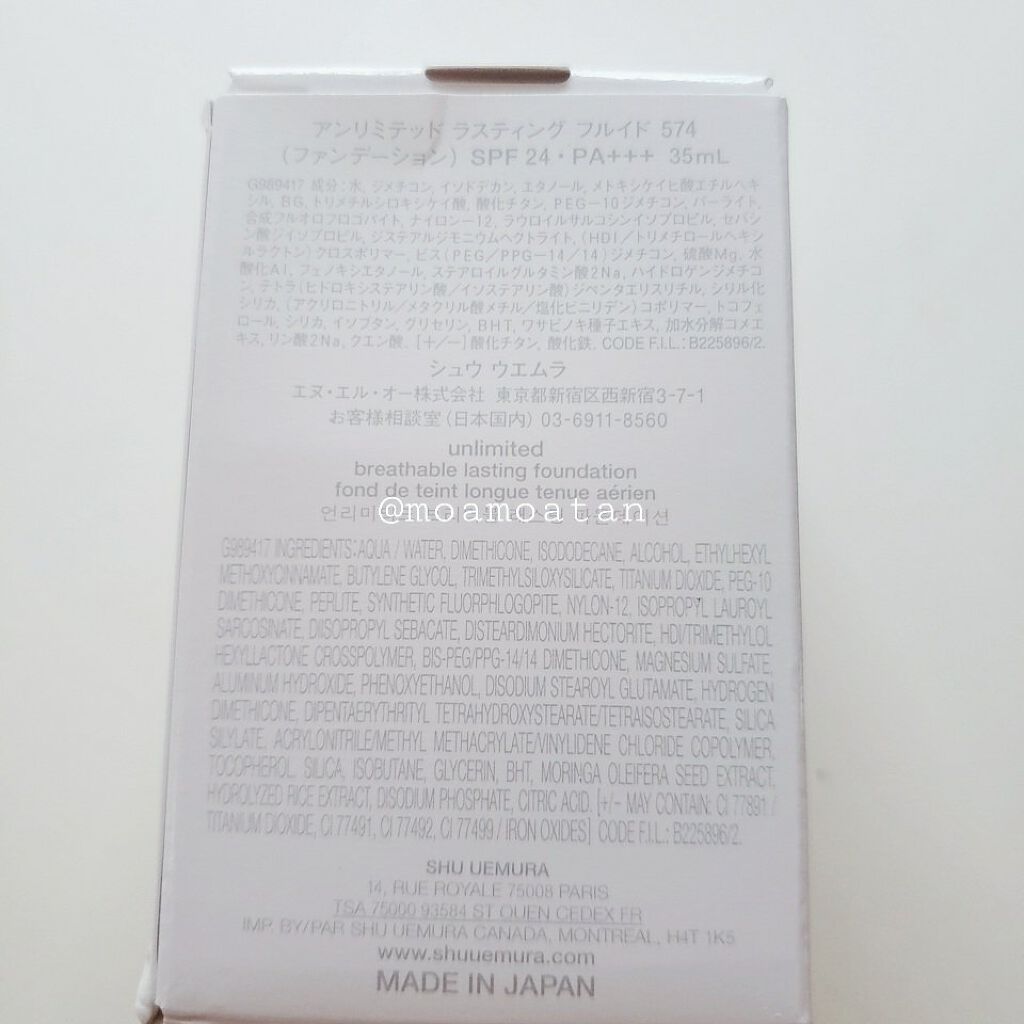 アンリミテッド ラスティング フルイド 574
(ファンデーション) SPF 24・PA+++ 35mL
G989417 成分：水, ジメチコン, イソドデカン, エタノール, メトキシケイヒ酸エチルヘキ
シル, BG, トリメチルシロキシケイ酸, 酸化チタン, PEG-10ジメチコン, パーライト,
合成フルオロフロゴパイト, ナイロン-12, ラウロイルサルコシンイソプロピル, セバシ
ン酸ジイソプロピル, ジステアルジモニウムヘクトライト, (HDI/トリメチロールヘキシ
ルラクトン)クロスポリマー, ビス(PEG/PPG-14/14)ジメチコン, 硫酸Mg, 水
酸化Al, フェノキシエタノール, ステアロイルグルタミン酸2Na, ハイドロゲンジメチコ
ン, テトラ(ヒドロキシステアリン酸/イソステアリン酸)ジペンタエリスリチル, シリル化
シリカ, (アクリロニトリル/メタクリル酸メチル/塩化ビニリデン)コポリマー, トコフェ
ロール, シリカ, イソブタン, グリセリン, BHT, ワサビノキ種子エキス, 加水分解コメエ
キス, リン酸2Na, クエン酸. [+/-]酸化チタン, 酸化鉄. CODE F.I.L.: B225896/2.
シュウ ウエムラ
エヌ・エル・オー株式会社 東京都新宿区西新宿3-7-1
お客様相談室(日本国内) 03-6911-8560
unlimited
breathable lasting foundation
fond de teint longue tenue aérien
@moamoatan
G989417 INGREDIENTS: AQUA / WATER, DIMETHICONE, ISODODECANE, ALCOHOL, ETHYLHEXYL
METHOXYCINNAMATE, BUTYLENE GLYCOL, TRIMETHYLSILOXYSILICATE, TITANIUM DIOXIDE, PEG-10
DIMETHICONE, PERLITE, SYNTHETIC FLUORPHLOGOPITE, NYLON-12, ISOPROPYL LAUROYL
SARCOSINATE, DIISOPROPYL SEBACATE, DISTEARDIMONIUM HECTORITE, HDI/TRIMETHYLOL
HEXYLLACTONE CROSSPOLYMER, BIS-PEG/PPG-14/14 DIMETHICONE, MAGNESIUM SULFATE,
ALUMINUM HYDROXIDE, PHENOXYETHANOL, DISODIUM STEAROYL GLUTAMATE, HYDROGEN
DIMETHICONE, DIPENTAERYTHRITYL TETRAHYDROXYSTEARATE/TETRAISOSTEARATE, SILICA
SILYLATE, ACRYLONITRILE/METHYL METHACRYLATE/VINYLIDENE CHLORIDE COPOLYMER,
TOCOPHEROL, SILICA, ISOBUTANE, GLYCERIN, BHT, MORINGA OLEIFERA SEED EXTRACT,
HYDROLYZED RICE EXTRACT, DISODIUM PHOSPHATE, CITRIC ACID. [+/- MAY CONTAIN: CI 77891 /
TITANIUM DIOXIDE, CI 77491, CI 77492, CI 77499 / IRON OXIDES] CODE F.I.L.: B225896/2.
SHU UEMURA
14, RUE ROYALE 75008 PARIS
TSA 75000 93584 ST OUEN CEDEX FR
IMP. BY/PAR SHU UEMURA CANADA, MONTREAL, H4T 1K5
www.shuuemura.com
MADE IN JAPAN